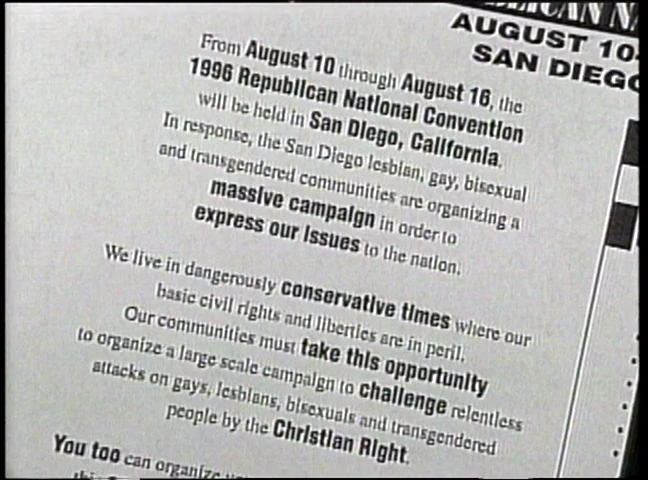 AUGUST 10
SAN DIEGO
From August 10 through August 16, the
1996 Republican National Convention
will be held in San Diego, California.
In response, the San Diego lesbian, gay, bisexual
and transgendered communities are organizing a
massive campaign in order to
express our issues to the nation.
We live in dangerously conservative times where our
basic civil rights and liberties are in peril.
Our communities must take this opportunity
to organize a large scale campaign to challenge relentless
attacks on gays, lesbians, bisexuals and transgendered
people by the Christian Right.
You too can organize